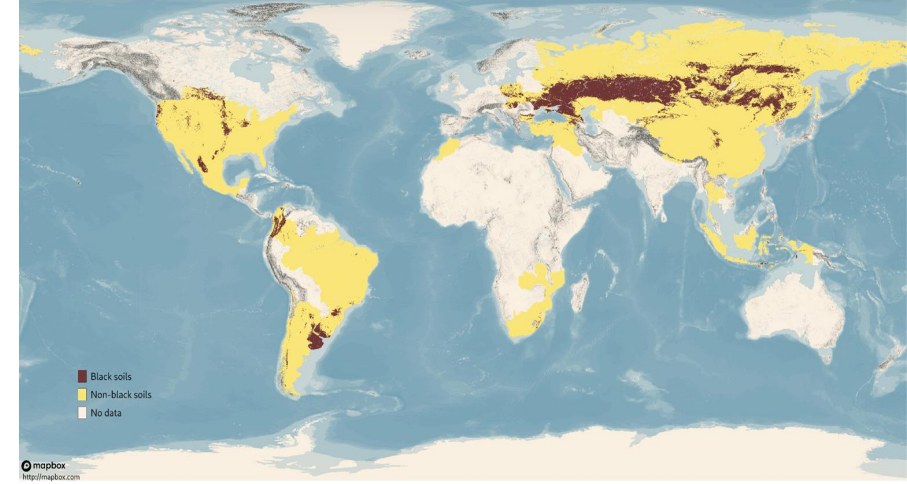 Black soils
Non-black soils
No data
mapbox
http://mapbox.com